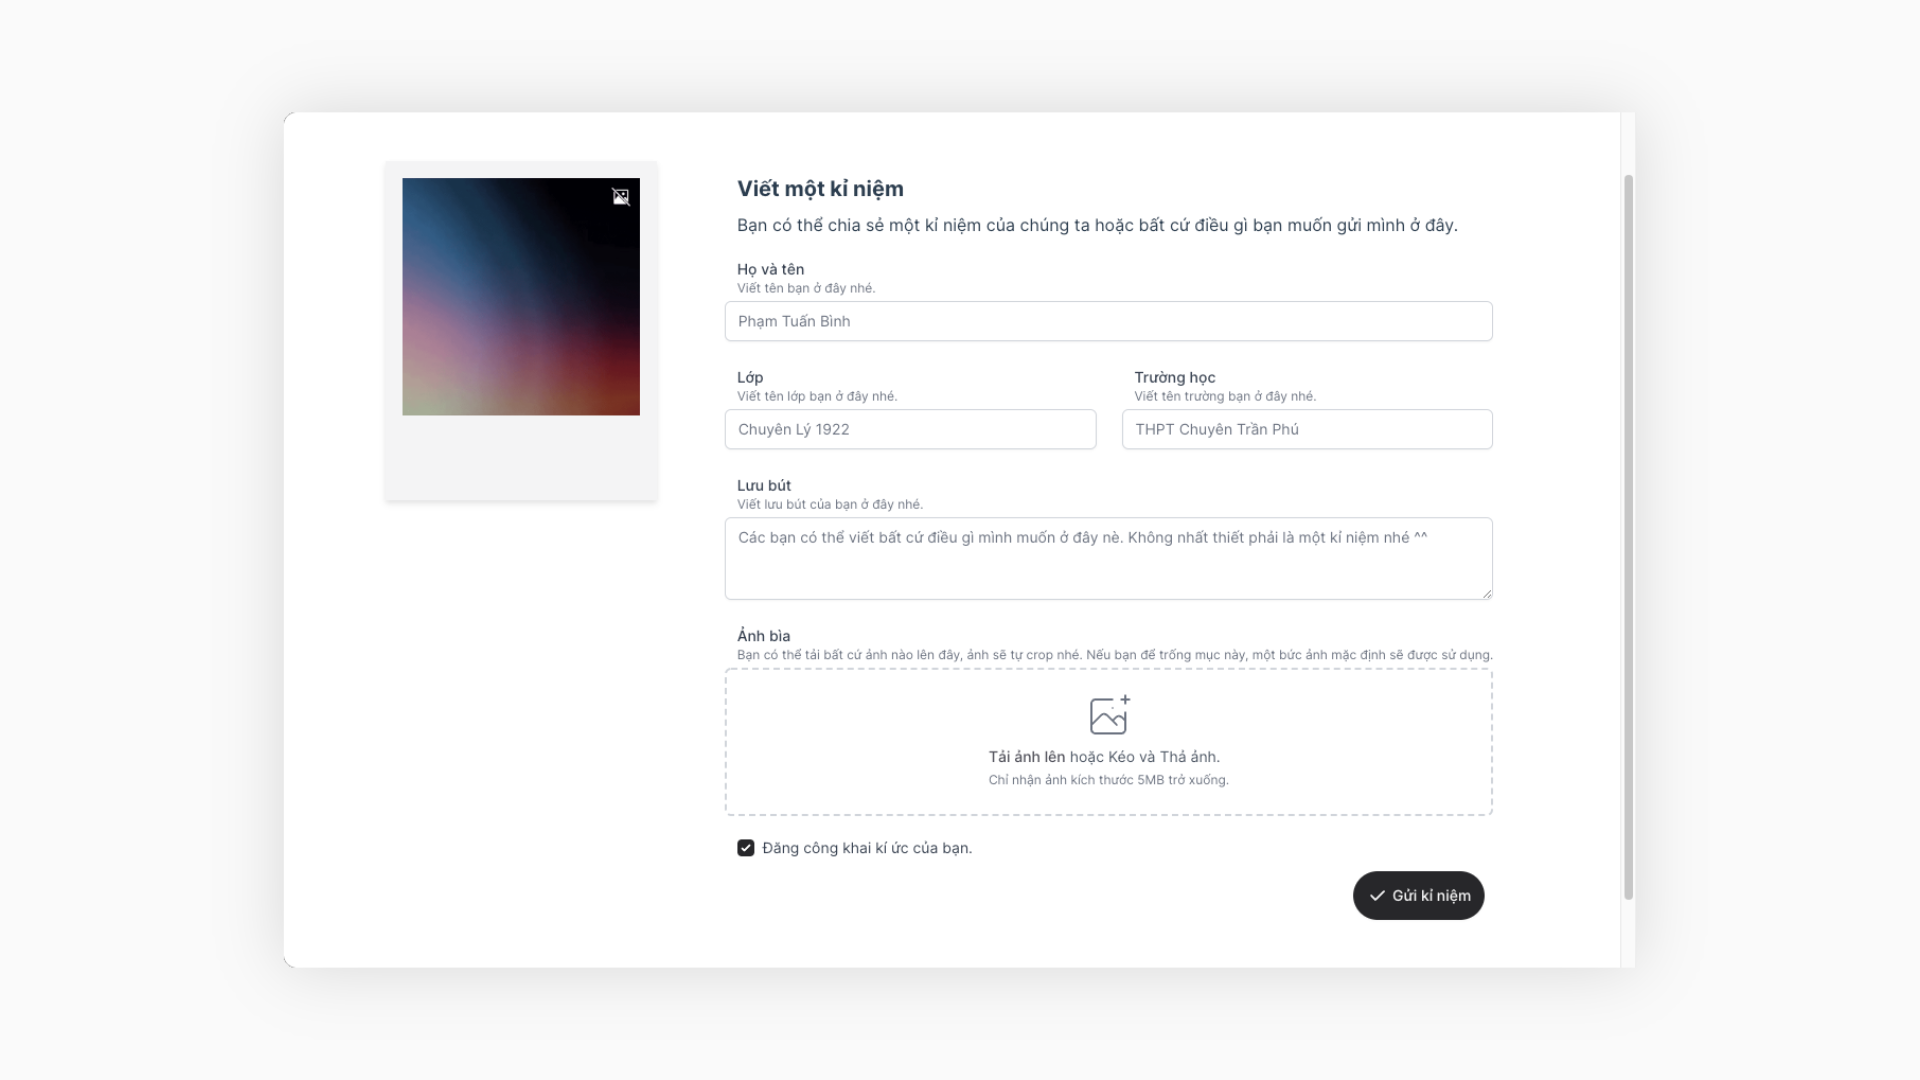 Viết một kỉ niệm
Bạn có thể chia sẻ một kỉ niệm của chúng ta hoặc bất cứ điều gì bạn muốn gửi mình ở đây.
Họ và tên
Viết tên bạn ở đây nhé.
Phạm Tuấn Bình
Lớp
Viết tên lớp bạn ở đây nhé.
Chuyên Lý 1922
Trường học
Viết tên trường bạn ở đây nhé.
THPT Chuyên Trần Phú
Lưu bút
Viết lưu bút của bạn ở đây nhé.
Các bạn có thể viết bất cứ điều gì mình muốn ở đây nè. Không nhất thiết phải là một kỉ niệm nhé ^^
Ảnh bìa
Bạn có thể tải bất cứ ảnh nào lên đây, ảnh sẽ tự crop nhé. Nếu bạn để trống mục này, một bức ảnh mặc định sẽ được sử dụng.
Tải ảnh lên hoặc Kéo và Thả ảnh.
Chỉ nhận ảnh kích thước 5MB trở xuống.
Đăng công khai kí ức của bạn.
Gửi kỉ niệm